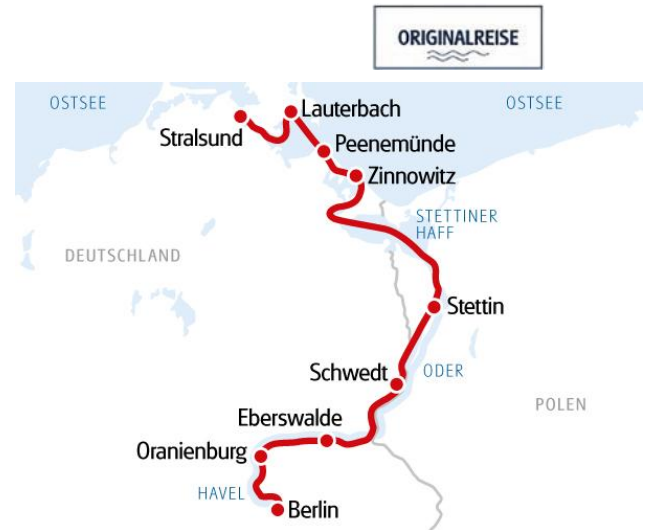 ORIGINALREISE
OSTSEE
OSTSEE
Lauterbach
Stralsund
Peenemünde
Zinnowitz
STETTINER
HAFF
DEUTSCHLAND
Stettin
Schwedt
ODER
POLEN
Eberswalde
Oranienburg
HAVEL
Berlin